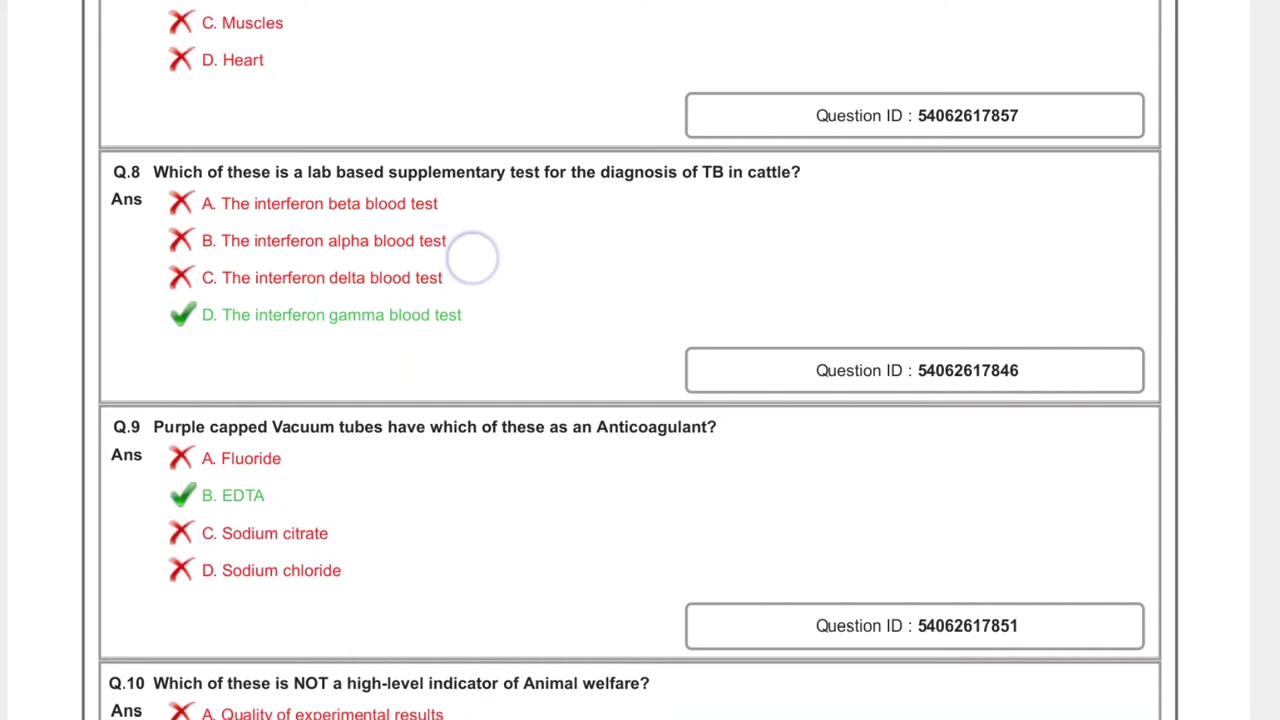 C. Muscles
D. Heart
Question ID : 54062617857
Q.8 Which of these is a lab based supplementary test for the diagnosis of TB in cattle?
Ans
A. The interferon beta blood test
B. The interferon alpha blood test
C. The interferon delta blood test
D. The interferon gamma blood test
Question ID : 54062617846
Q.9 Purple capped Vacuum tubes have which of these as an Anticoagulant?
Ans
A. Fluoride
B. EDTA
C. Sodium citrate
D. Sodium chloride
Question ID : 54062617851
Q.10 Which of these is NOT a high-level indicator of Animal welfare?
Ans
A. Quality of experimental results